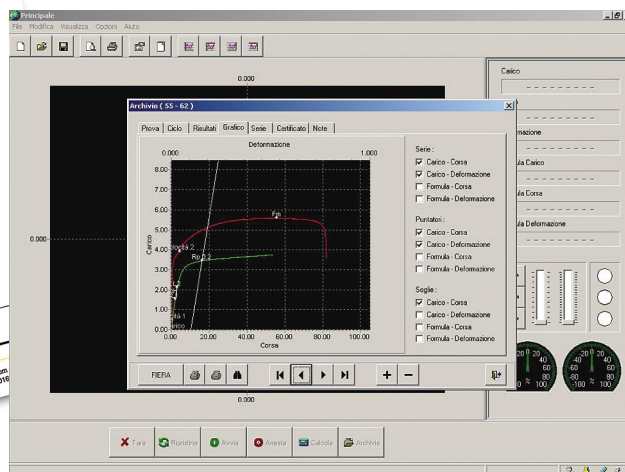 Principale
File Modifica Visualizza Opzioni Aiuto
0.000
Carico
Archivio ( 55 - 62 )
Prova Ciclo Risultati Grafico Serie Certificato Note
Deformazione
0.000 1.000
8.00
7.00
6.00
5.00
4.00
3.00
2.00
1.00
0.00
Carico
Fm
Rp 0.2
0.00 20.00 40.00 60.00 80.00 100.00
Corsa
Serie :
Carico - Corsa
Carico - Deformazione
Formula - Corsa
Formula - Deformazione
Puntatori :
Carico - Corsa
Carico - Deformazione
Formula - Corsa
Formula - Deformazione
Soglie :
Carico - Corsa
Carico - Deformazione
Formula - Corsa
Formula - Deformazione
FIERA
mazione
ula Carico
ula Corsa
ula Deformazione
0.000
0.000
Tara Ripristina Avvia Arresta Calcola Archivia